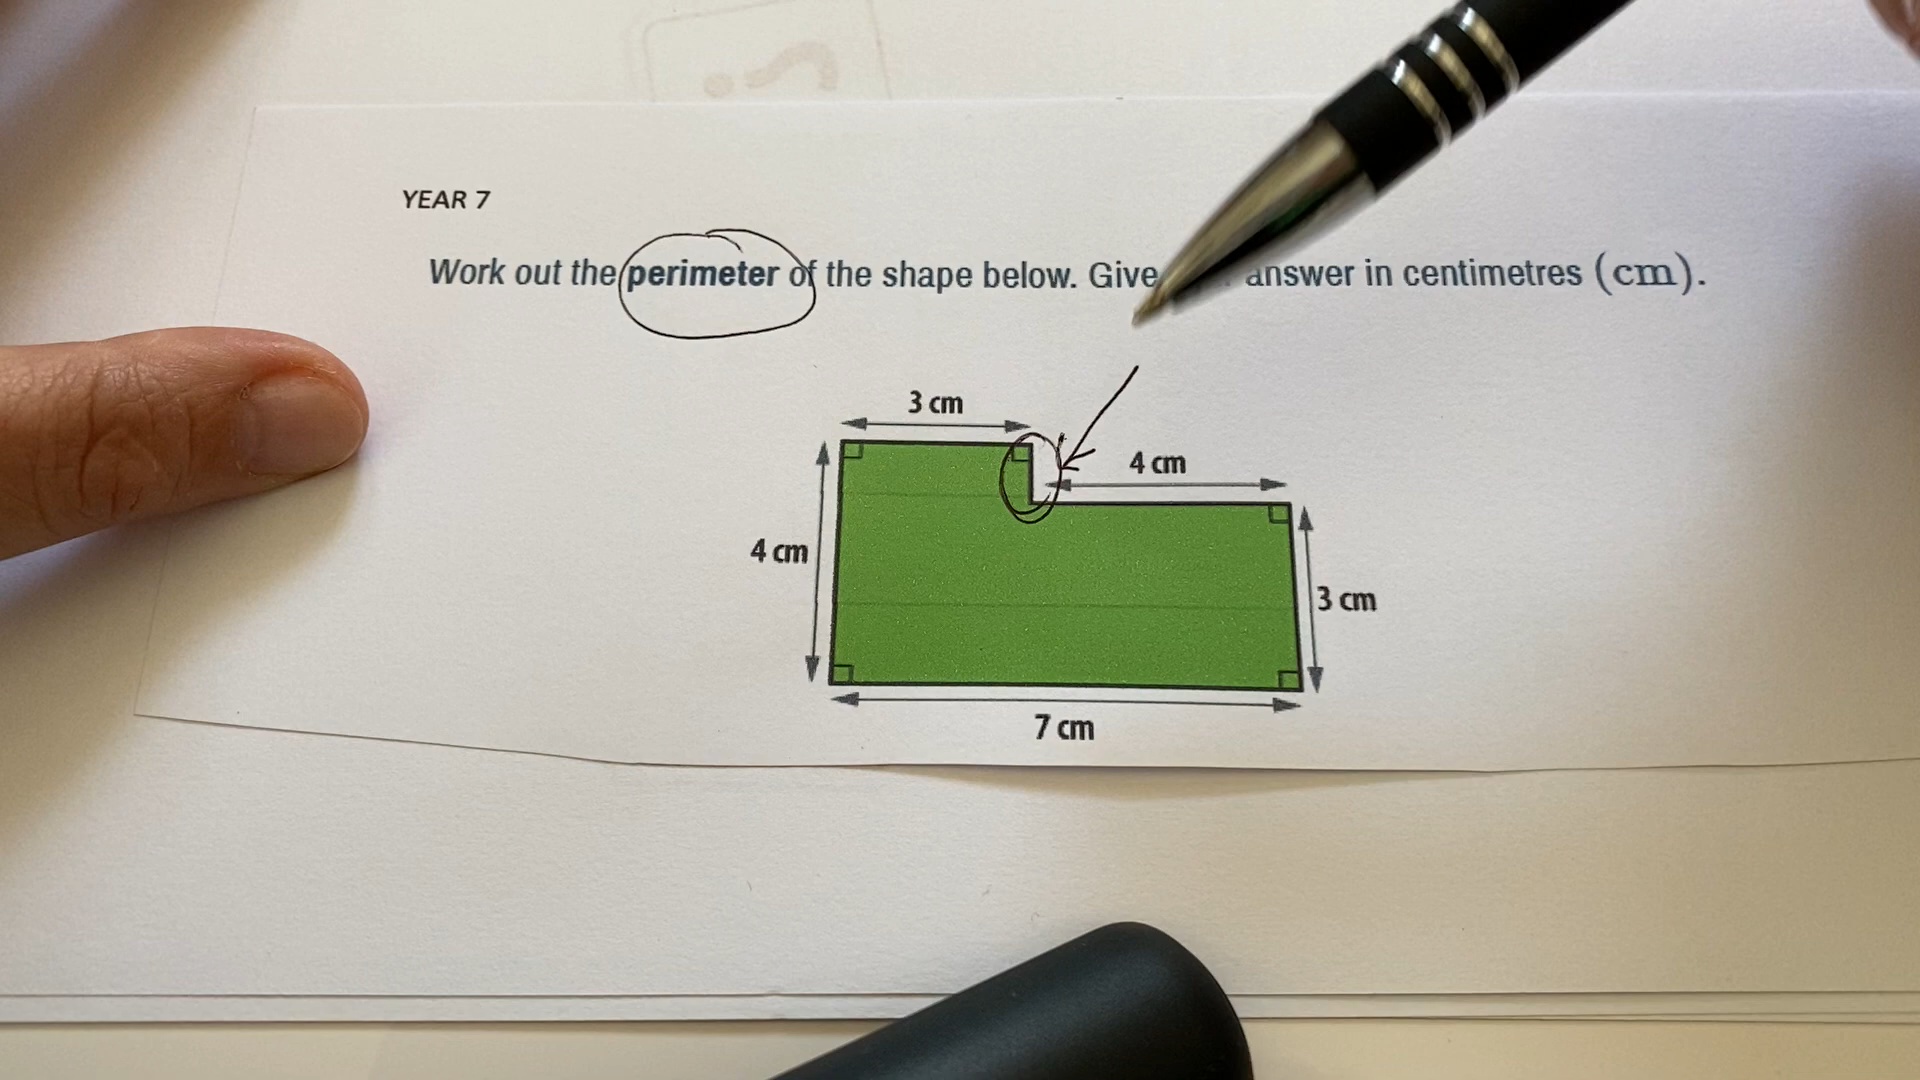 YEAR 7
Work out the perimeter of the shape below. Give answer in centimetres (cm).
3 cm
4 cm
4 cm
3 cm
7 cm